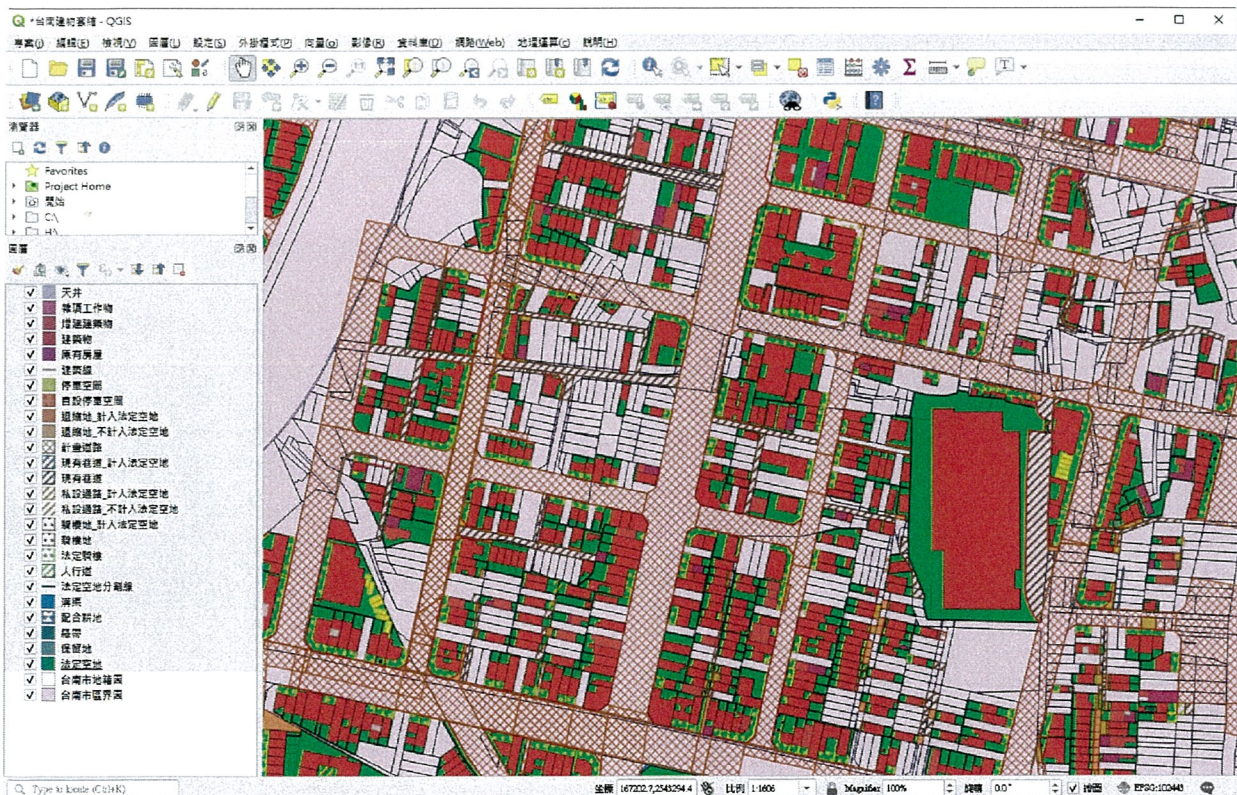 *台南建物套繪 - QGIS
專案(J) 編輯(E) 檢視(V) 圖層(L) 設定(S) 外掛程式(P) 向量(O) 影像(R) 資料庫(D) 網路(Web) 地理運算(C) 說明(H)
瀏覽器
Favorites
Project Home
開始
C:\
H:\
圖層
天井
雜項工作物
增建建築物
建築物
原有房屋
建築線
停車空間
自設停車空間
退縮地_計入法定空地
退縮地_不計入法定空地
計畫道路
現有巷道_計入法定空地
現有巷道
私設通路_計入法定空地
私設通路_不計入法定空地
騎樓地_計入法定空地
騎樓地
法定騎樓
人行道
法定空地分割線
溝渠
配合耕地
綠帶
保留地
法定空地
台南市地籍圖
台南市區界圖
Type to locate (Ctrl+K)
座標 167202.7,2543294.4 比例 1:1606 Magnifier 100% 旋轉 0.0° 繪圖 EPSG:102443